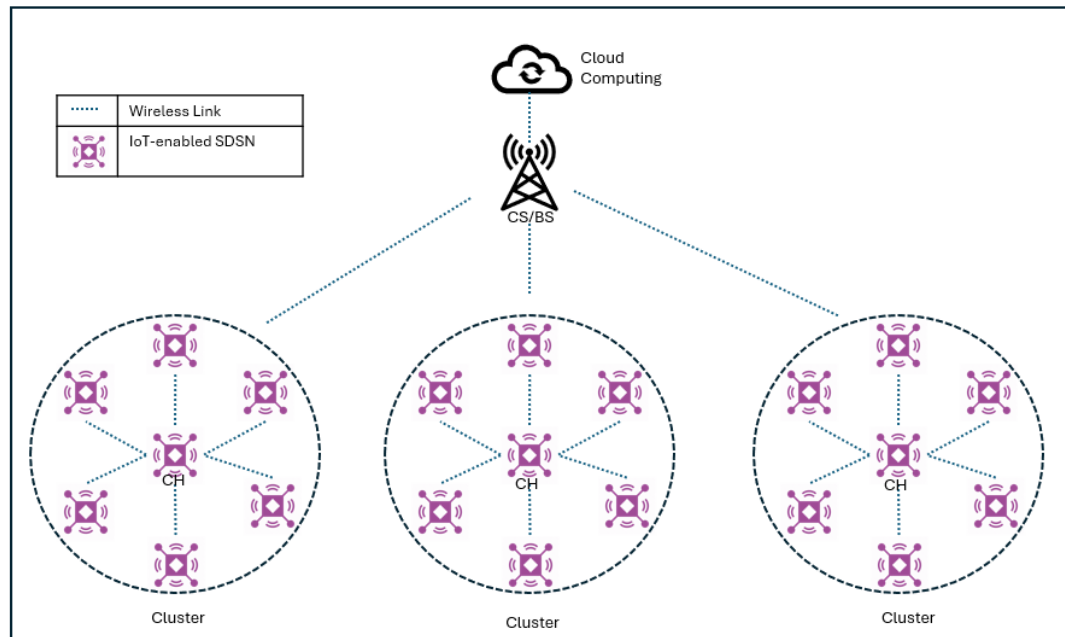 Cloud
Computing
Wireless Link
IoT-enabled SDSN
CS/BS
CH
CH
CH
Cluster
Cluster
Cluster